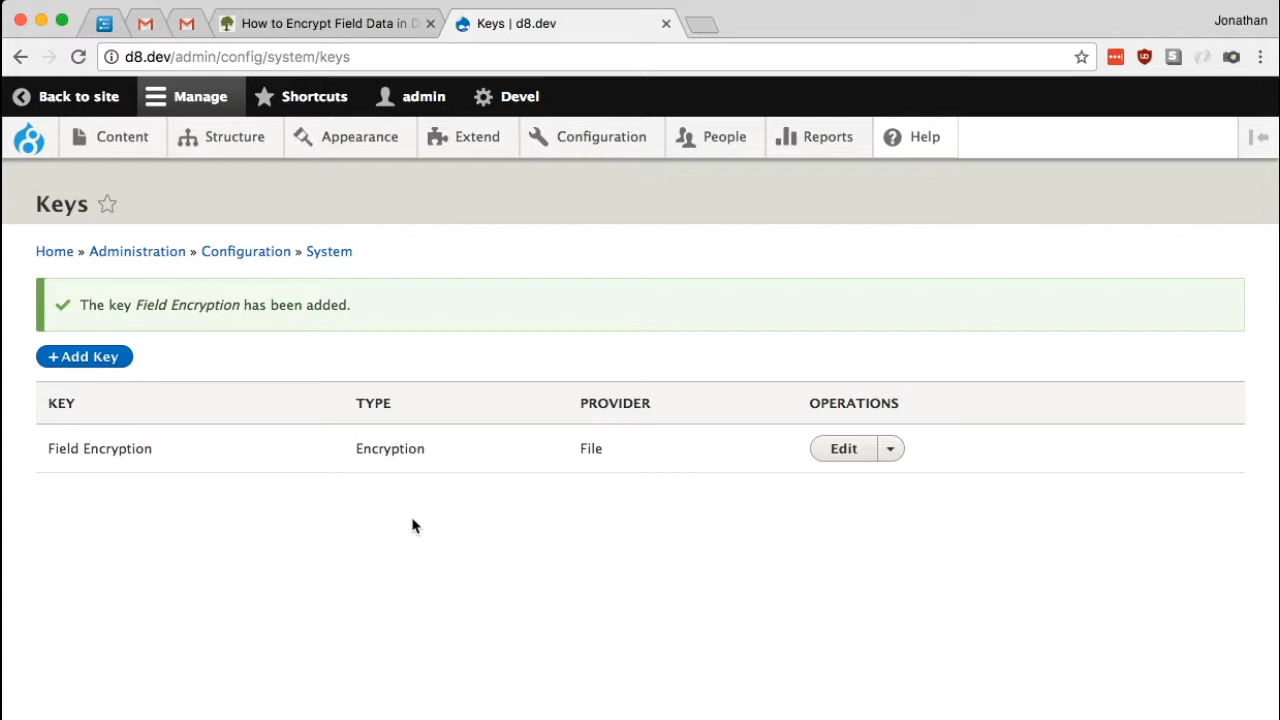 Jonathan
How to Encrypt Field Data in D
Keys | d8.dev
d8.dev/admin/config/system/keys
Back to site
Manage
Shortcuts
admin
Devel
Content
Structure
Appearance
Extend
Configuration
People
Reports
Help
Keys
Home » Administration » Configuration » System
The key Field Encryption has been added.
+ Add Key
KEY TYPE PROVIDER OPERATIONS
Field Encryption Encryption File Edit